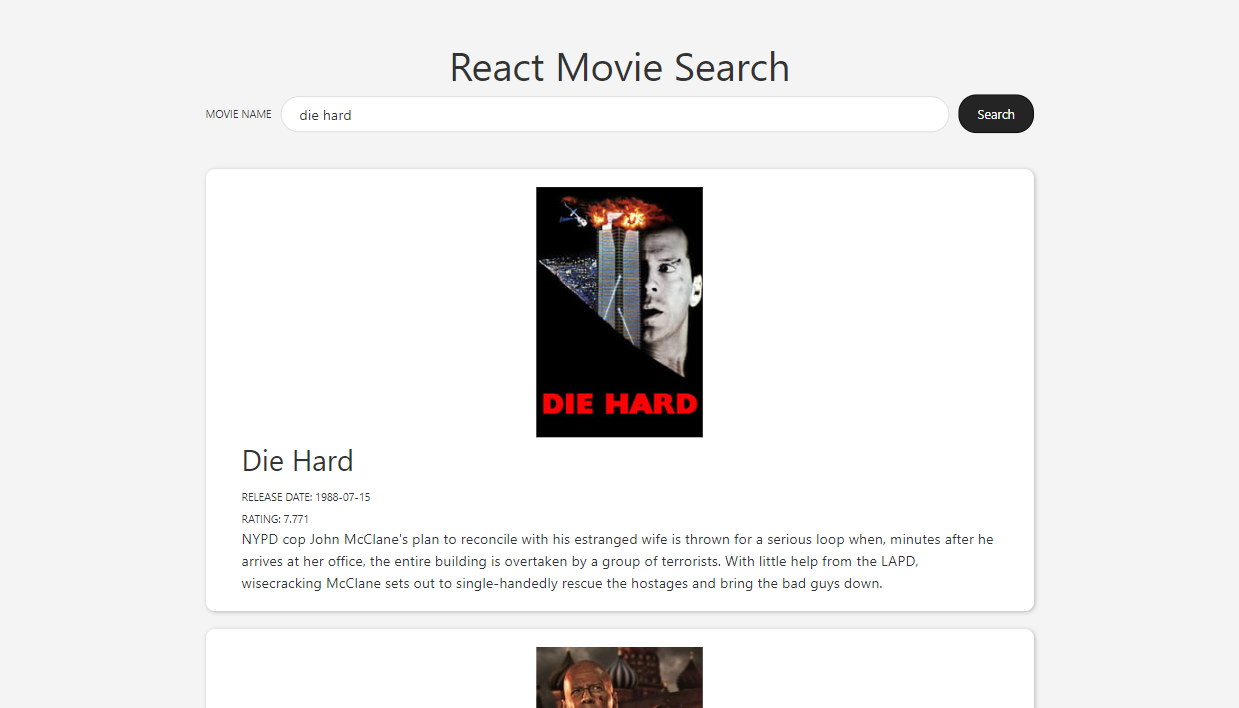 React Movie Search
MOVIE NAME
die hard
Search
DIE HARD
Die Hard
RELEASE DATE: 1988-07-15
RATING: 7.771
NYPD cop John McClane's plan to reconcile with his estranged wife is thrown for a serious loop when, minutes after he
arrives at her office, the entire building is overtaken by a group of terrorists. With little help from the LAPD,
wisecracking McClane sets out to single-handedly rescue the hostages and bring the bad guys down.